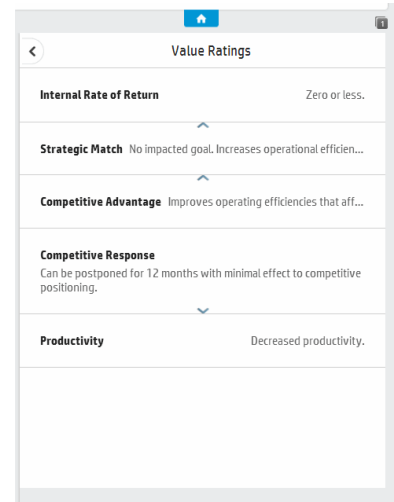 1
Value Ratings
Internal Rate of Return Zero or less.
Strategic Match No impacted goal. Increases operational efficien...
Competitive Advantage Improves operating efficiencies that aff...
Competitive Response
Can be postponed for 12 months with minimal effect to competitive
positioning.
Productivity Decreased productivity.